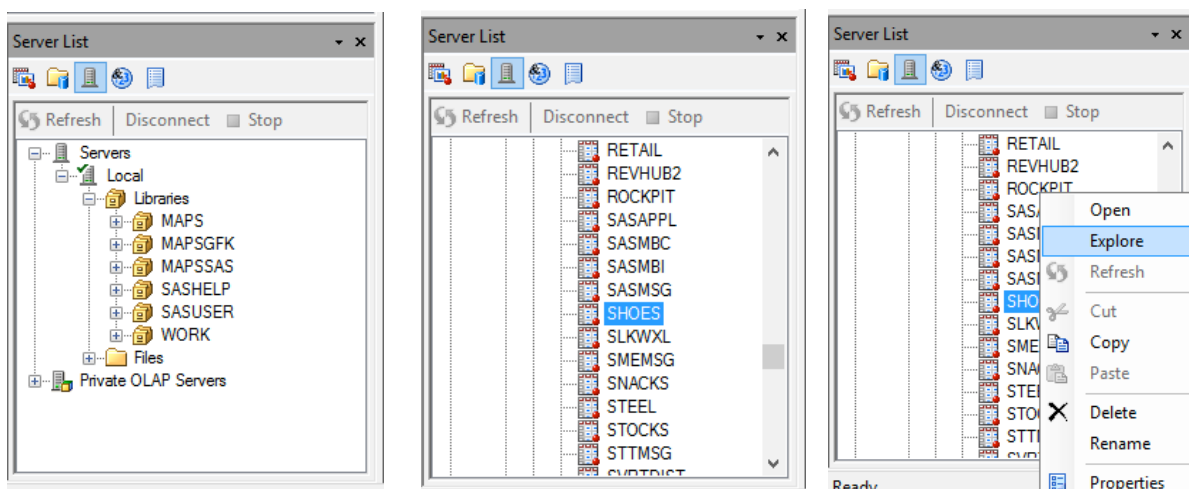 Server List
Refresh Disconnect Stop
Servers
Local
Libraries
MAPS
MAPSGFK
MAPSSAS
SASHELP
SASUSER
WORK
Files
Private OLAP Servers
Server List
Refresh Disconnect Stop
RETAIL
REVHUB2
ROCKPIT
SASAPPL
SASMBC
SASMBI
SASMSG
SHOES
SLKWXL
SMEMSG
SNACKS
STEEL
STOCKS
STTMSG
Server List
Refresh Disconnect Stop
RETAIL
REVHUB2
ROCKPIT
Open
Explore
Refresh
Cut
Copy
Paste
Delete
Rename
Properties
Ready